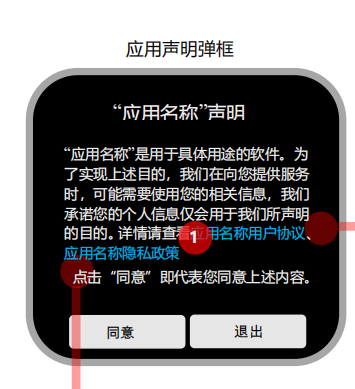 应用声明弹框
“应用名称”声明
“应用名称”是用于具体用途的软件。为
了实现上述目的，我们在向您提供服务
时，可能需要使用您的相关信息，我们
承诺您的个人信息仅会用于我们所声明
的目的。详情请查看应用名称用户协议、
1
应用名称隐私政策
点击“同意”即代表您同意上述内容。
同意
退出